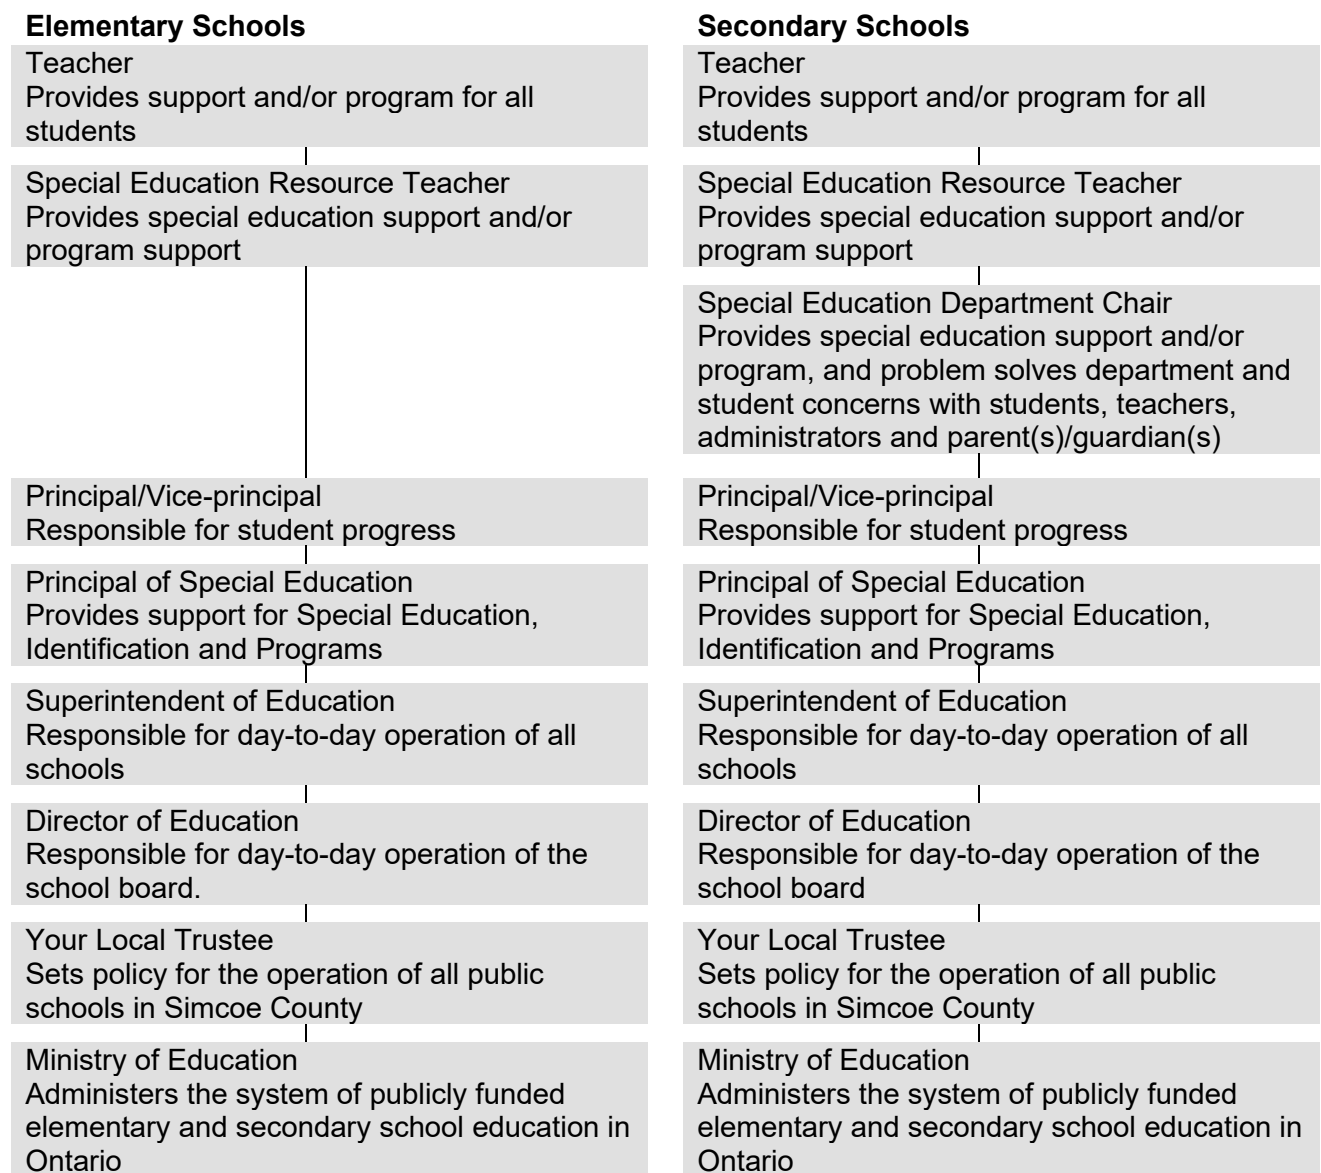 Elementary Schools
Teacher
Provides support and/or program for all
students
Special Education Resource Teacher
Provides special education support and/or
program support
Principal/Vice-principal
Responsible for student progress
Principal of Special Education
Provides support for Special Education,
Identification and Programs
Superintendent of Education
Responsible for day-to-day operation of all
schools
Director of Education
Responsible for day-to-day operation of the
school board.
Your Local Trustee
Sets policy for the operation of all public
schools in Simcoe County
Ministry of Education
Administers the system of publicly funded
elementary and secondary school education in
Ontario
Secondary Schools
Teacher
Provides support and/or program for all
students
Special Education Resource Teacher
Provides special education support and/or
program support
Special Education Department Chair
Provides special education support and/or
program, and problem solves department and
student concerns with students, teachers,
administrators and parent(s)/guardian(s)
Principal/Vice-principal
Responsible for student progress
Principal of Special Education
Provides support for Special Education,
Identification and Programs
Superintendent of Education
Responsible for day-to-day operation of all
schools
Director of Education
Responsible for day-to-day operation of the
school board
Your Local Trustee
Sets policy for the operation of all public
schools in Simcoe County
Ministry of Education
Administers the system of publicly funded
elementary and secondary school education in
Ontario